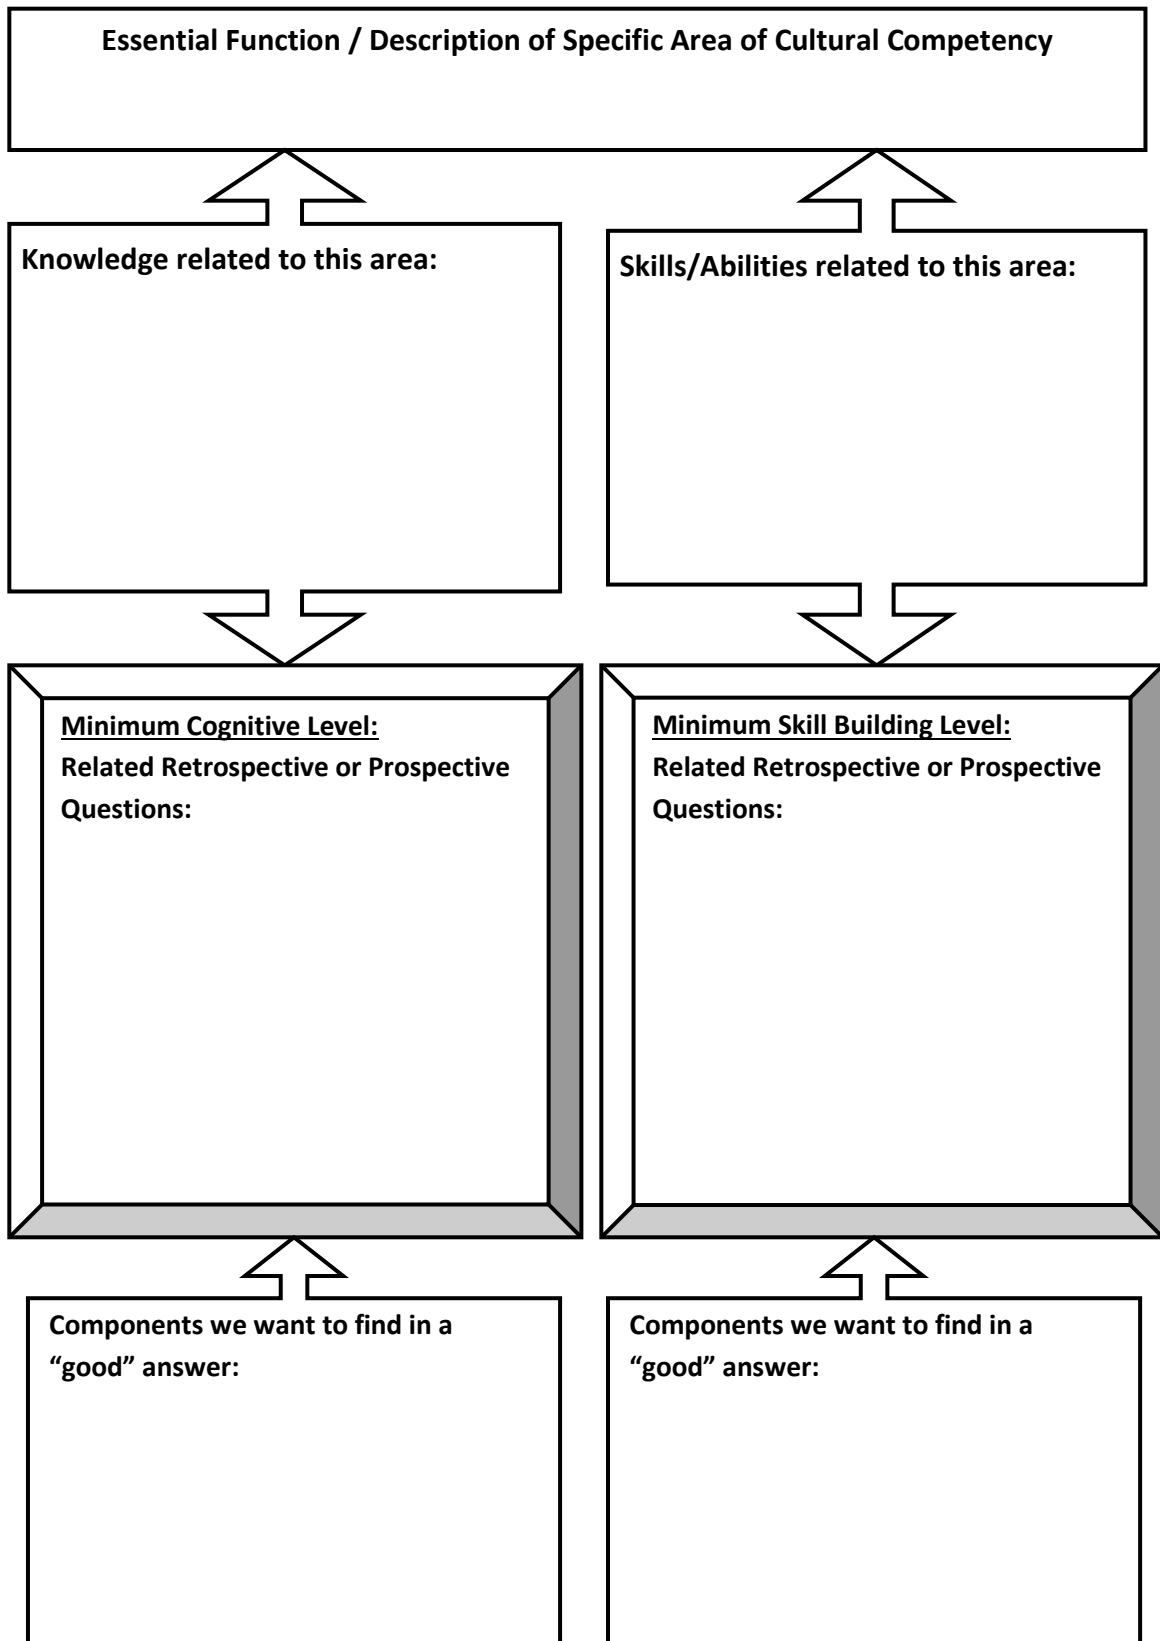 Essential Function / Description of Specific Area of Cultural Competency
Knowledge related to this area:
Skills/Abilities related to this area:
Minimum Cognitive Level:
Related Retrospective or Prospective
Questions:
Minimum Skill Building Level:
Related Retrospective or Prospective
Questions:
Components we want to find in a
“good” answer:
Components we want to find in a
“good” answer: